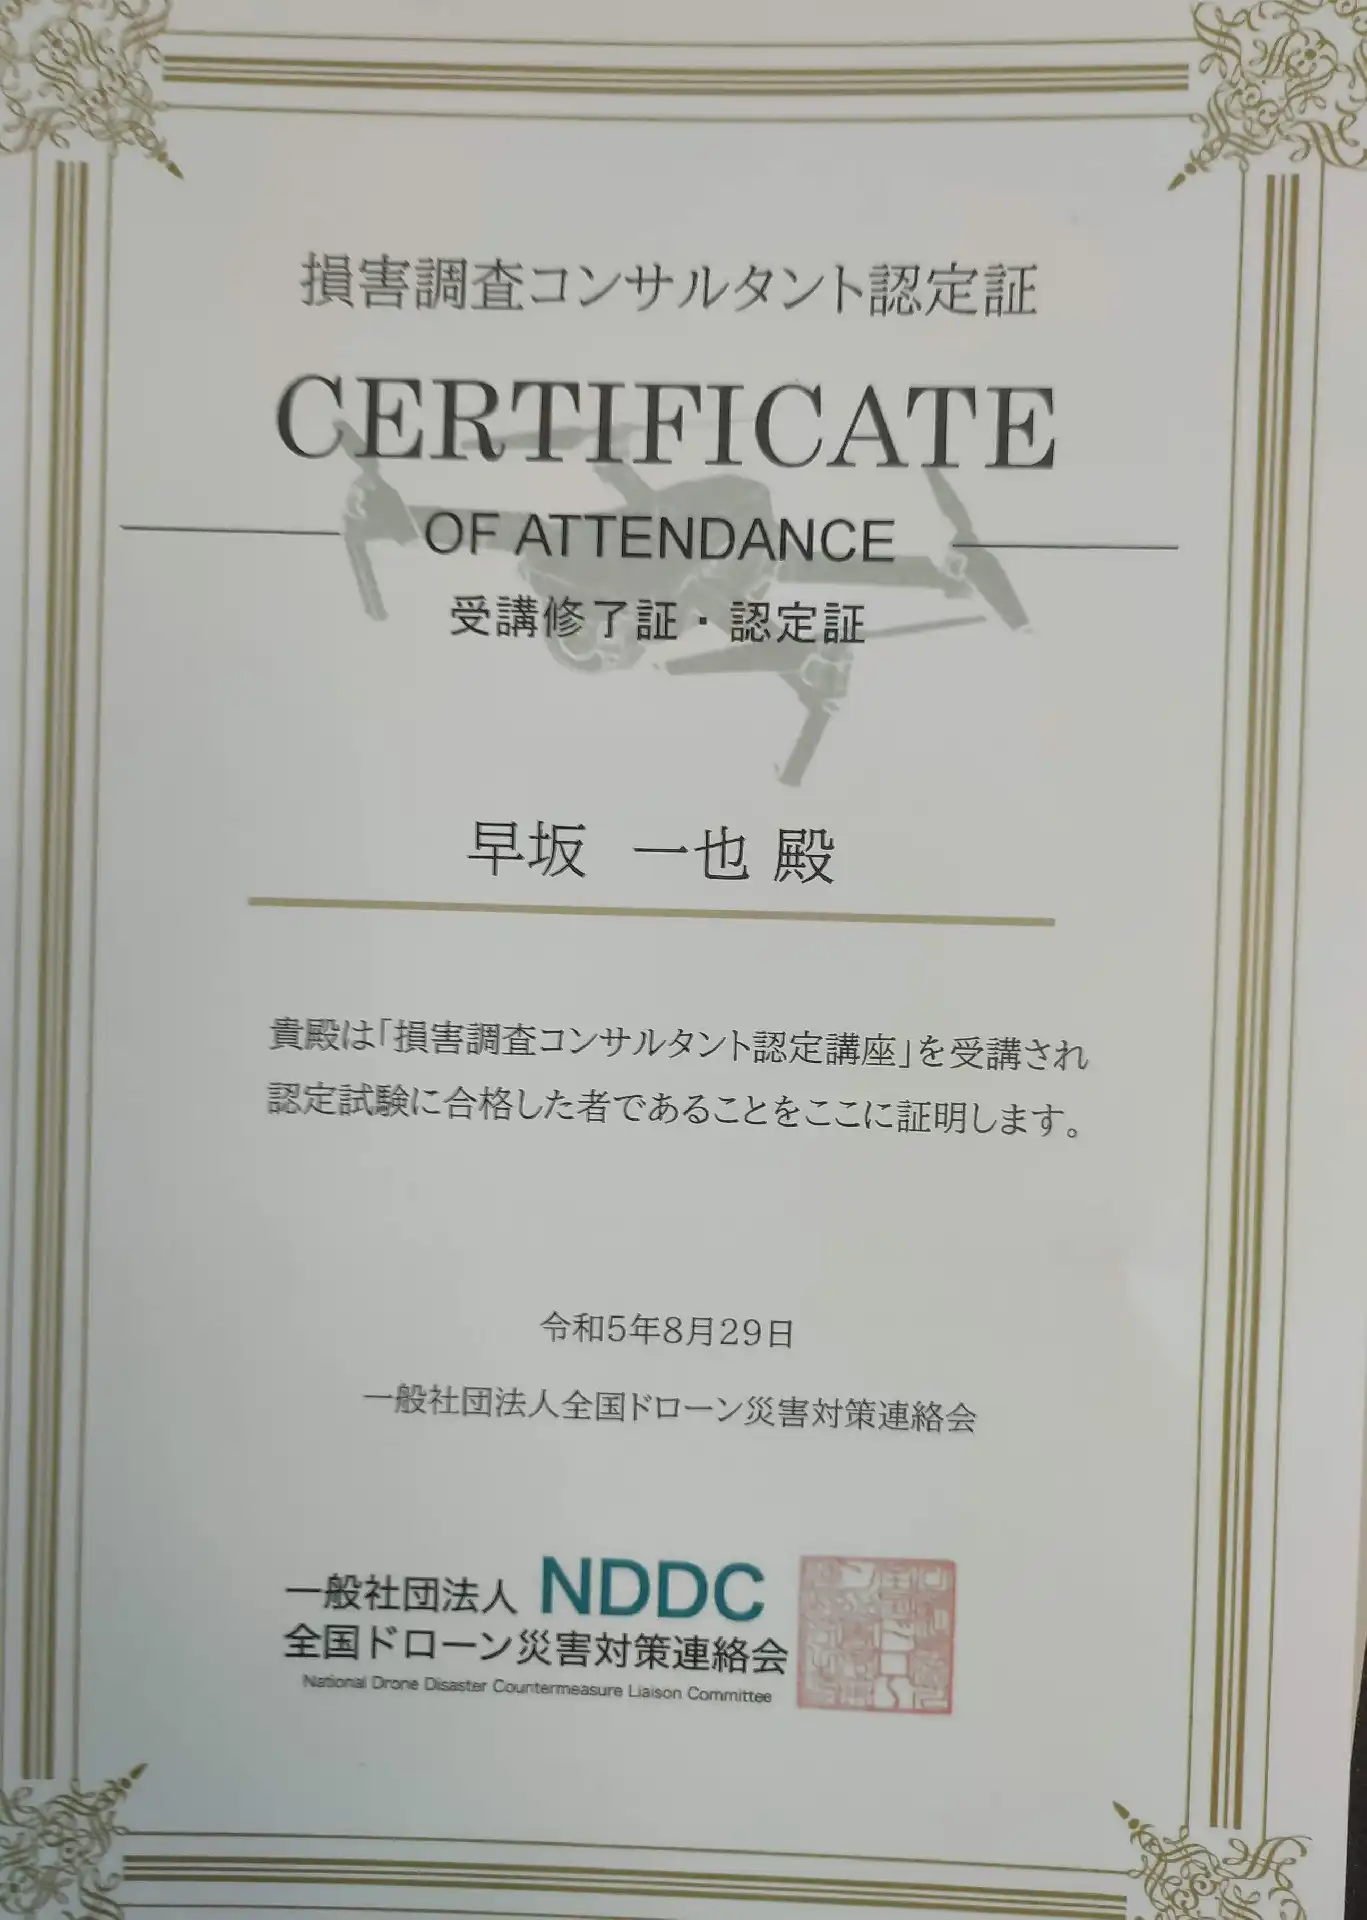 損害調査コンサルタント認定証
CERTIFICATE
OF ATTENDANCE
受講修了証・認定証
早坂 一也 殿
貴殿は「損害調査コンサルタント認定講座」を受講され
認定試験に合格した者であることをここに証明します。
令和5年8月29日
一般社団法人全国ドローン災害対策連絡会
一般社団法人 NDDC
全国ドローン災害対策連絡会
National Drone Disaster Countermeasure Liaison Committee